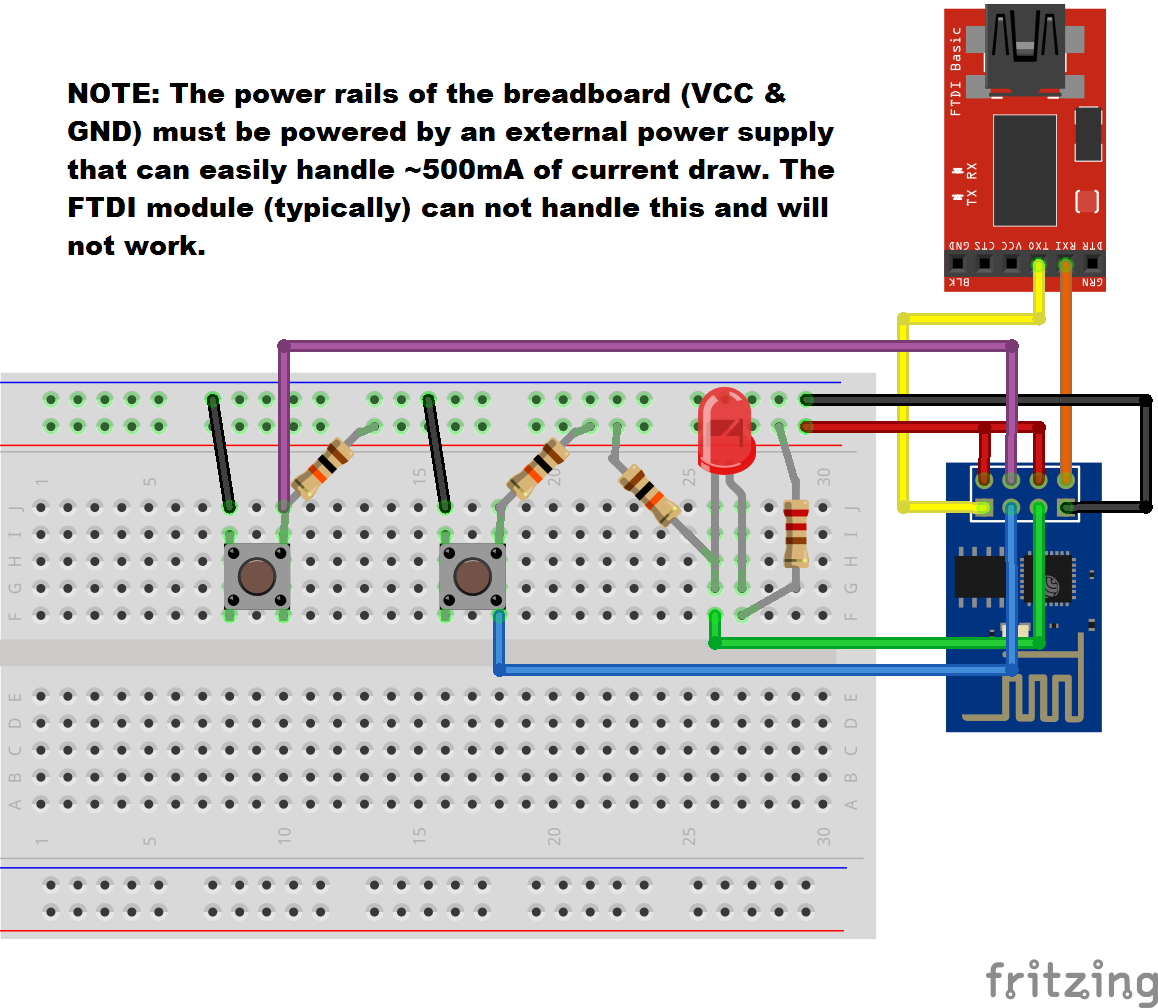 FTDI Basic
NOTE: The power rails of the breadboard (VCC &
GND) must be powered by an external power supply
that can easily handle ~500mA of current draw. The
FTDI module (typically) can not handle this and will
not work.
TX RX
GND CTS VCC TXO RXI DTR
BLK GRN
1 5 10 15 20 25 30
J J
I I
H H
G G
F F
E E
D D
C C
B B
A A
1 5 10 15 20 25 30
fritzing